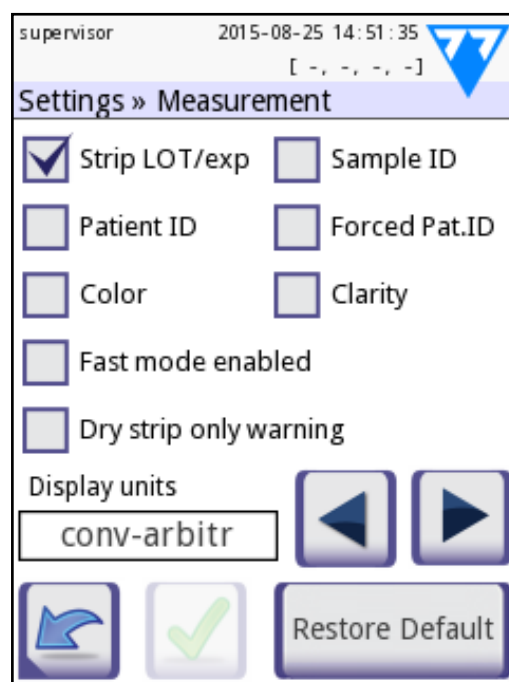 supervisor 2015-08-25 14:51:35
[ -, -, -, -]
Settings » Measurement
Strip LOT/exp Sample ID
Patient ID Forced Pat.ID
Color Clarity
Fast mode enabled
Dry strip only warning
Display units
conv-arbitr
Restore Default